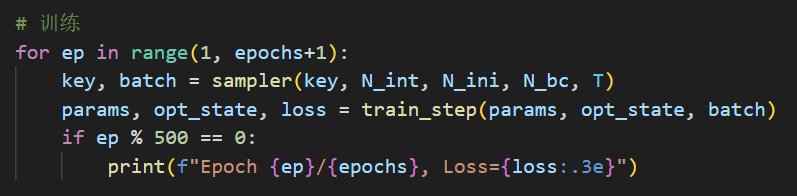 # 训练
for ep in range(1, epochs+1):
    key, batch = sampler(key, N_int, N_ini, N_bc, T)
    params, opt_state, loss = train_step(params, opt_state, batch)
    if ep % 500 == 0:
        print(f"Epoch {ep}/{epochs}, Loss={loss:.3e}")